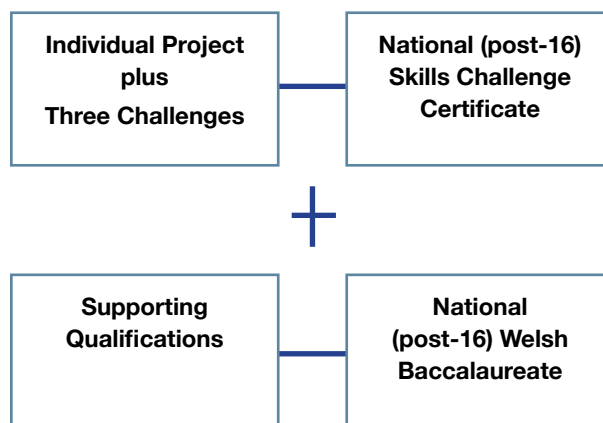 Individual Project
plus
Three Challenges
National (post-16)
Skills Challenge
Certificate
+
Supporting
Qualifications
National
(post-16) Welsh
Baccalaureate